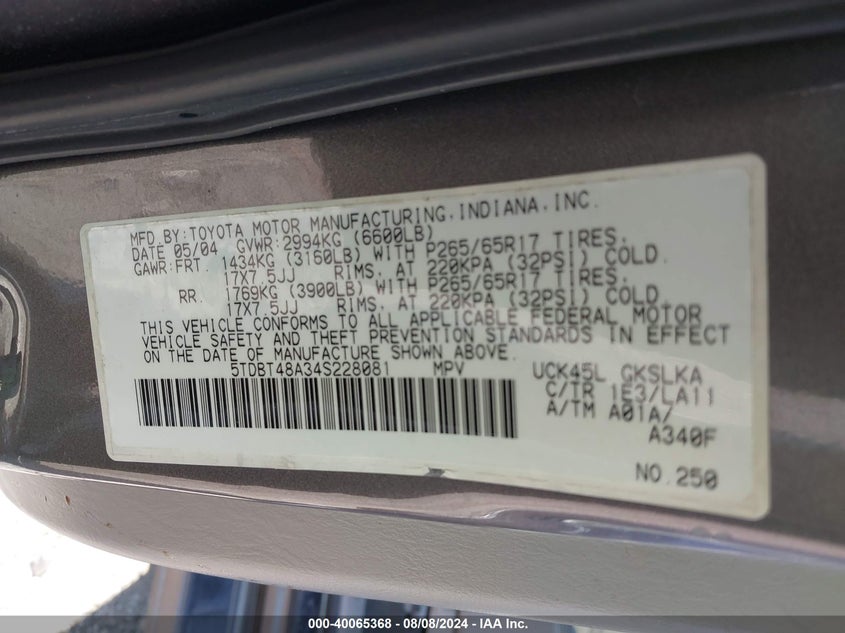 MFD.BY:TOYOTA MOTOR MANUFACTURING.INDIANA.INC.
DATE 05/04 GVWR:2994KG (6600LB)
GAWR:FRT. 1434KG (3160LB) WITH P265/65R17 TIRES.
17X7.5JJ RIMS. AT 220KPA (32PSI) COLD.
RR. 1769KG (3900LB) WITH P265/65R17 TIRES.
17X7.5JJ RIMS. AT 220KPA (32PSI) COLD.
THIS VEHICLE CONFORMS TO ALL APPLICABLE FEDERAL MOTOR
VEHICLE SAFETY AND THEFT PREVENTION STANDARDS IN EFFECT
ON THE DATE OF MANUFACTURE SHOWN ABOVE.
5TDBT48A34S228081 MPV UCK45L GKSLKA
C/TR 1E3/LA11
A/TM A01A/
A340F
NO.250
000-40065368 - 08/08/2024 - IAA Inc.